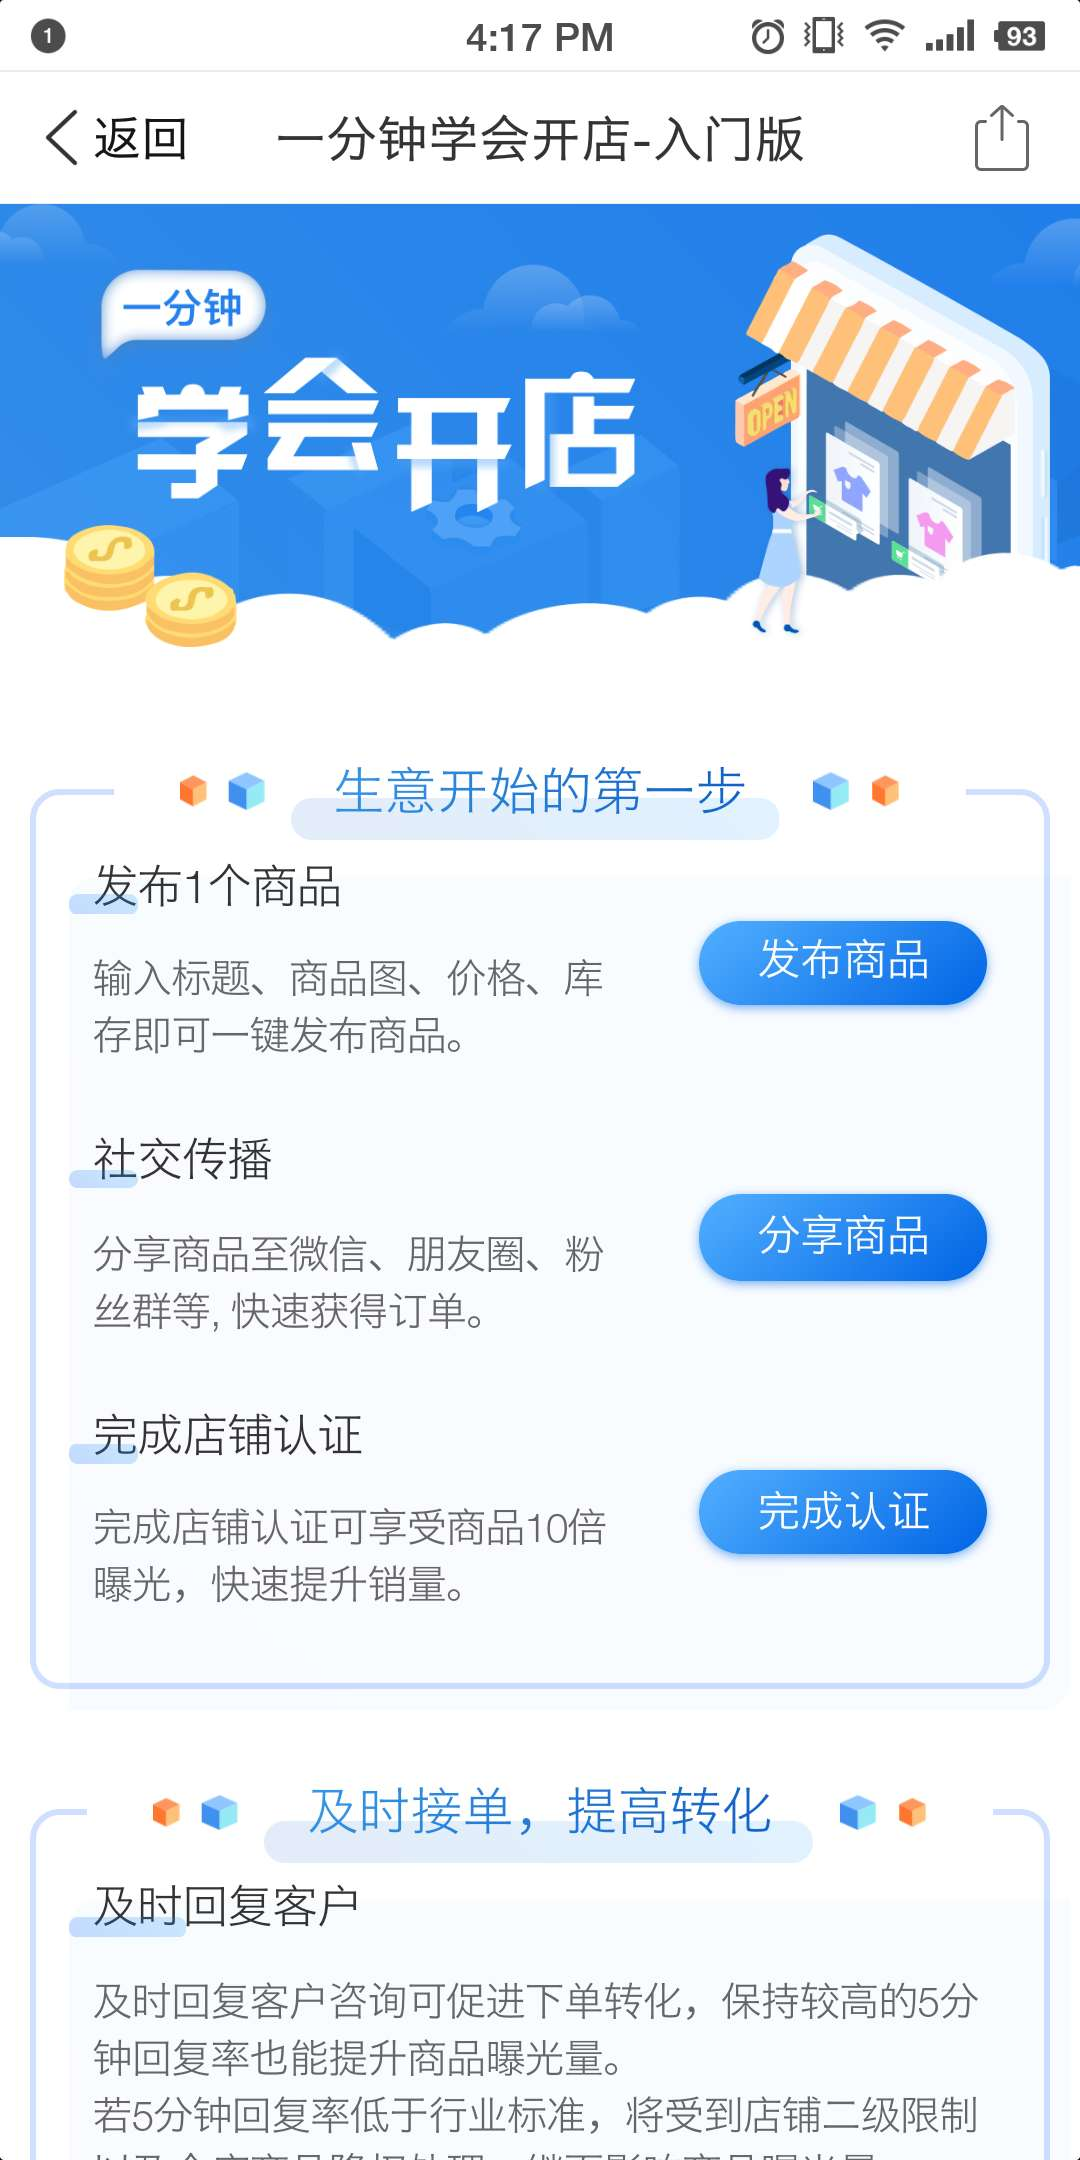 1
4:17 PM
93
返回
一分钟学会开店-入门版
一分钟
学会开店
OPEN
生意开始的第一步
发布1个商品
输入标题、商品图、价格、库
存即可一键发布商品。
发布商品
社交传播
分享商品至微信、朋友圈、粉
丝群等, 快速获得订单。
分享商品
完成店铺认证
完成店铺认证可享受商品10倍
曝光，快速提升销量。
完成认证
及时接单，提高转化
及时回复客户
及时回复客户咨询可促进下单转化，保持较高的5分
钟回复率也能提升商品曝光量。
若5分钟回复率低于行业标准，将受到店铺二级限制